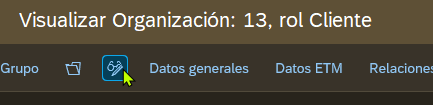 Visualizar Organización: 13, rol Cliente
Grupo Datos generales Datos ETM Relaciones